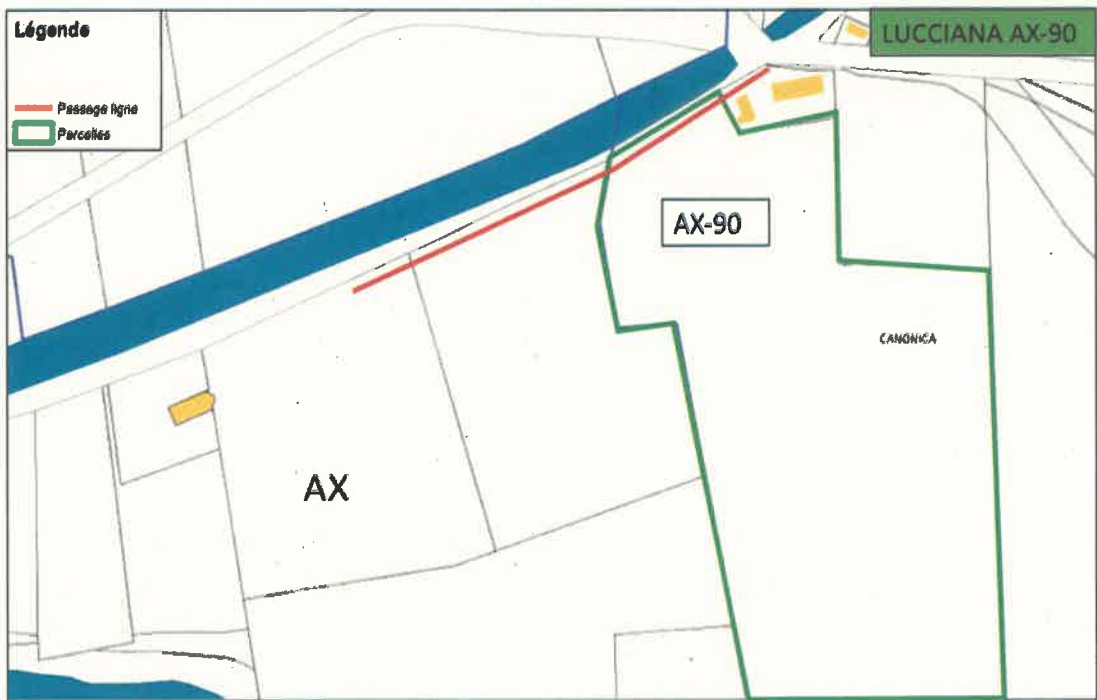 Légende
Passage ligne
Parcelles
LUCCIANA AX-90
AX-90
CANONICA
AX